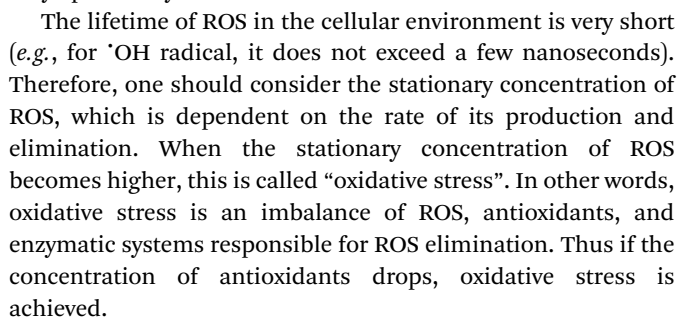 The lifetime of ROS in the cellular environment is very short
(e.g., for ˙OH radical, it does not exceed a few nanoseconds).
Therefore, one should consider the stationary concentration of
ROS, which is dependent on the rate of its production and
elimination. When the stationary concentration of ROS
becomes higher, this is called “oxidative stress”. In other words,
oxidative stress is an imbalance of ROS, antioxidants, and
enzymatic systems responsible for ROS elimination. Thus if the
concentration of antioxidants drops, oxidative stress is
achieved.